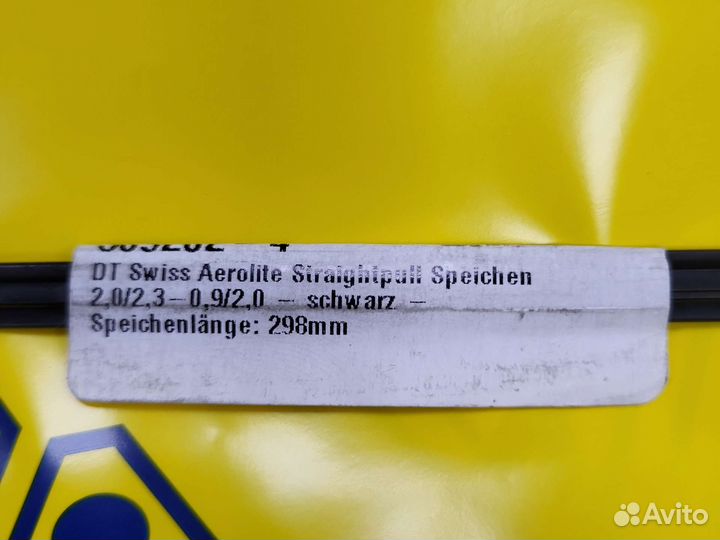 DT Swiss Aerolite Straightpull Speichen
2,0/2,3-0,9/2,0 - schwarz -
Speichenlänge: 298mm
Avito